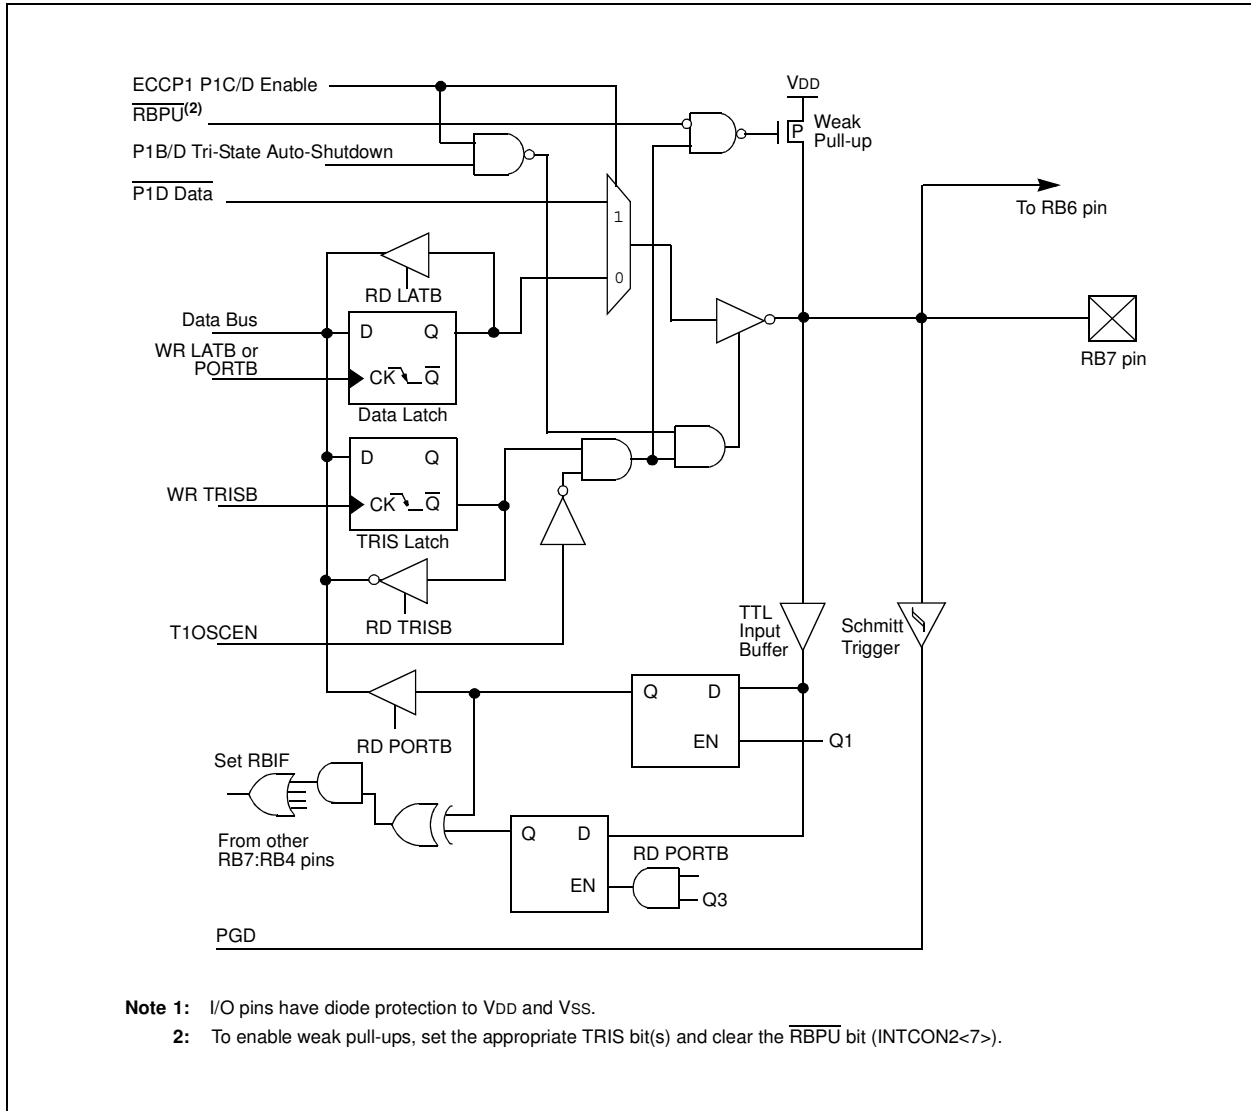 ECCP1 P1C/D Enable
RBPU(2)
P1B/D Tri-State Auto-Shutdown
P1D Data
VDD
P
Weak
Pull-up
To RB6 pin
1
0
RD LATB
Data Bus
WR LATB or
PORTB
D Q
CK Q
Data Latch
RB7 pin
D Q
CK Q
TRIS Latch
WR TRISB
RD TRISB
T1OSCEN
TTL
Input
Buffer
Schmitt
Trigger
Q D
EN
Q1
RD PORTB
Set RBIF
From other
RB7:RB4 pins
Q D
EN
RD PORTB
Q3
PGD
Note 1: I/O pins have diode protection to VDD and VSS.
2: To enable weak pull-ups, set the appropriate TRIS bit(s) and clear the RBPU bit (INTCON2<7>).